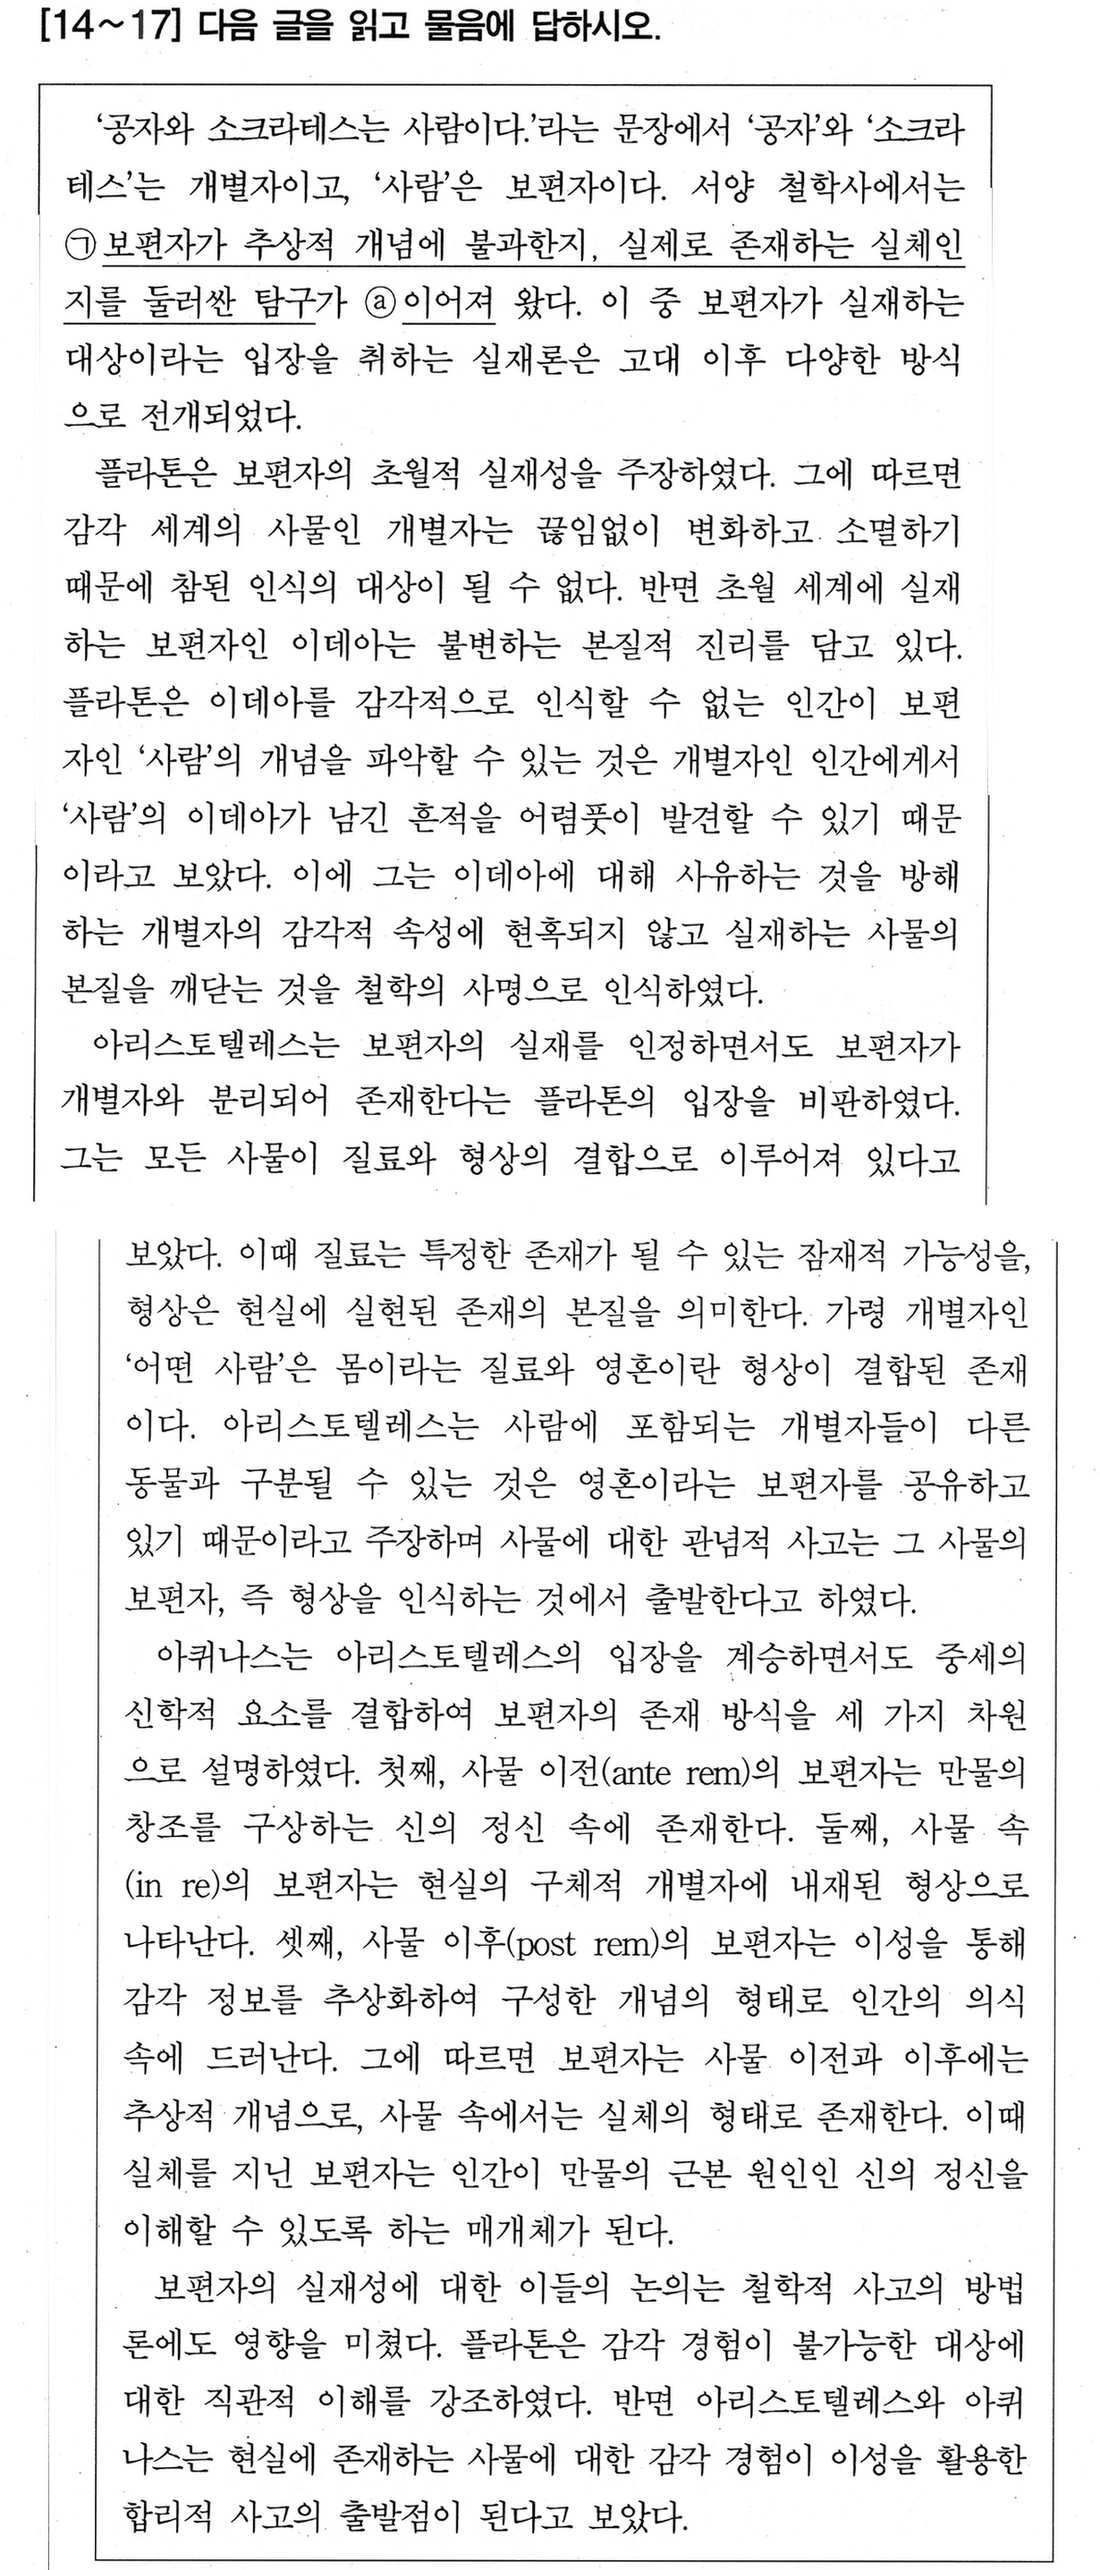 [14～17] 다음 글을 읽고 물음에 답하시오.
‘공자와 소크라테스는 사람이다.’라는 문장에서 ‘공자’와 ‘소크라
테스’는 개별자이고, ‘사람’은 보편자이다. 서양 철학사에서는
㉠보편자가 추상적 개념에 불과한지, 실제로 존재하는 실체인
지를 둘러싼 탐구가 ⓐ이어져 왔다. 이 중 보편자가 실재하는
대상이라는 입장을 취하는 실재론은 고대 이후 다양한 방식
으로 전개되었다.
플라톤은 보편자의 초월적 실재성을 주장하였다. 그에 따르면
감각 세계의 사물인 개별자는 끊임없이 변화하고 소멸하기
때문에 참된 인식의 대상이 될 수 없다. 반면 초월 세계에 실재
하는 보편자인 이데아는 불변하는 본질적 진리를 담고 있다.
플라톤은 이데아를 감각적으로 인식할 수 없는 인간이 보편
자인 ‘사람’의 개념을 파악할 수 있는 것은 개별자인 인간에게서
‘사람’의 이데아가 남긴 흔적을 어렴풋이 발견할 수 있기 때문
이라고 보았다. 이에 그는 이데아에 대해 사유하는 것을 방해
하는 개별자의 감각적 속성에 현혹되지 않고 실재하는 사물의
본질을 깨닫는 것을 철학의 사명으로 인식하였다.
아리스토텔레스는 보편자의 실재를 인정하면서도 보편자가
개별자와 분리되어 존재한다는 플라톤의 입장을 비판하였다.
그는 모든 사물이 질료와 형상의 결합으로 이루어져 있다고
보았다. 이때 질료는 특정한 존재가 될 수 있는 잠재적 가능성을,
형상은 현실에 실현된 존재의 본질을 의미한다. 가령 개별자인
‘어떤 사람’은 몸이라는 질료와 영혼이란 형상이 결합된 존재
이다. 아리스토텔레스는 사람에 포함되는 개별자들이 다른
동물과 구분될 수 있는 것은 영혼이라는 보편자를 공유하고
있기 때문이라고 주장하며 사물에 대한 관념적 사고는 그 사물의
보편자, 즉 형상을 인식하는 것에서 출발한다고 하였다.
아퀴나스는 아리스토텔레스의 입장을 계승하면서도 중세의
신학적 요소를 결합하여 보편자의 존재 방식을 세 가지 차원
으로 설명하였다. 첫째, 사물 이전(ante rem)의 보편자는 만물의
창조를 구상하는 신의 정신 속에 존재한다. 둘째, 사물 속
(in re)의 보편자는 현실의 구체적 개별자에 내재된 형상으로
나타난다. 셋째, 사물 이후(post rem)의 보편자는 이성을 통해
감각 정보를 추상화하여 구성한 개념의 형태로 인간의 의식
속에 드러난다. 그에 따르면 보편자는 사물 이전과 이후에는
추상적 개념으로, 사물 속에서는 실체의 형태로 존재한다. 이때
실체를 지닌 보편자는 인간이 만물의 근본 원인인 신의 정신을
이해할 수 있도록 하는 매개체가 된다.
보편자의 실재성에 대한 이들의 논의는 철학적 사고의 방법
론에도 영향을 미쳤다. 플라톤은 감각 경험이 불가능한 대상에
대한 직관적 이해를 강조하였다. 반면 아리스토텔레스와 아퀴
나스는 현실에 존재하는 사물에 대한 감각 경험이 이성을 활용한
합리적 사고의 출발점이 된다고 보았다.